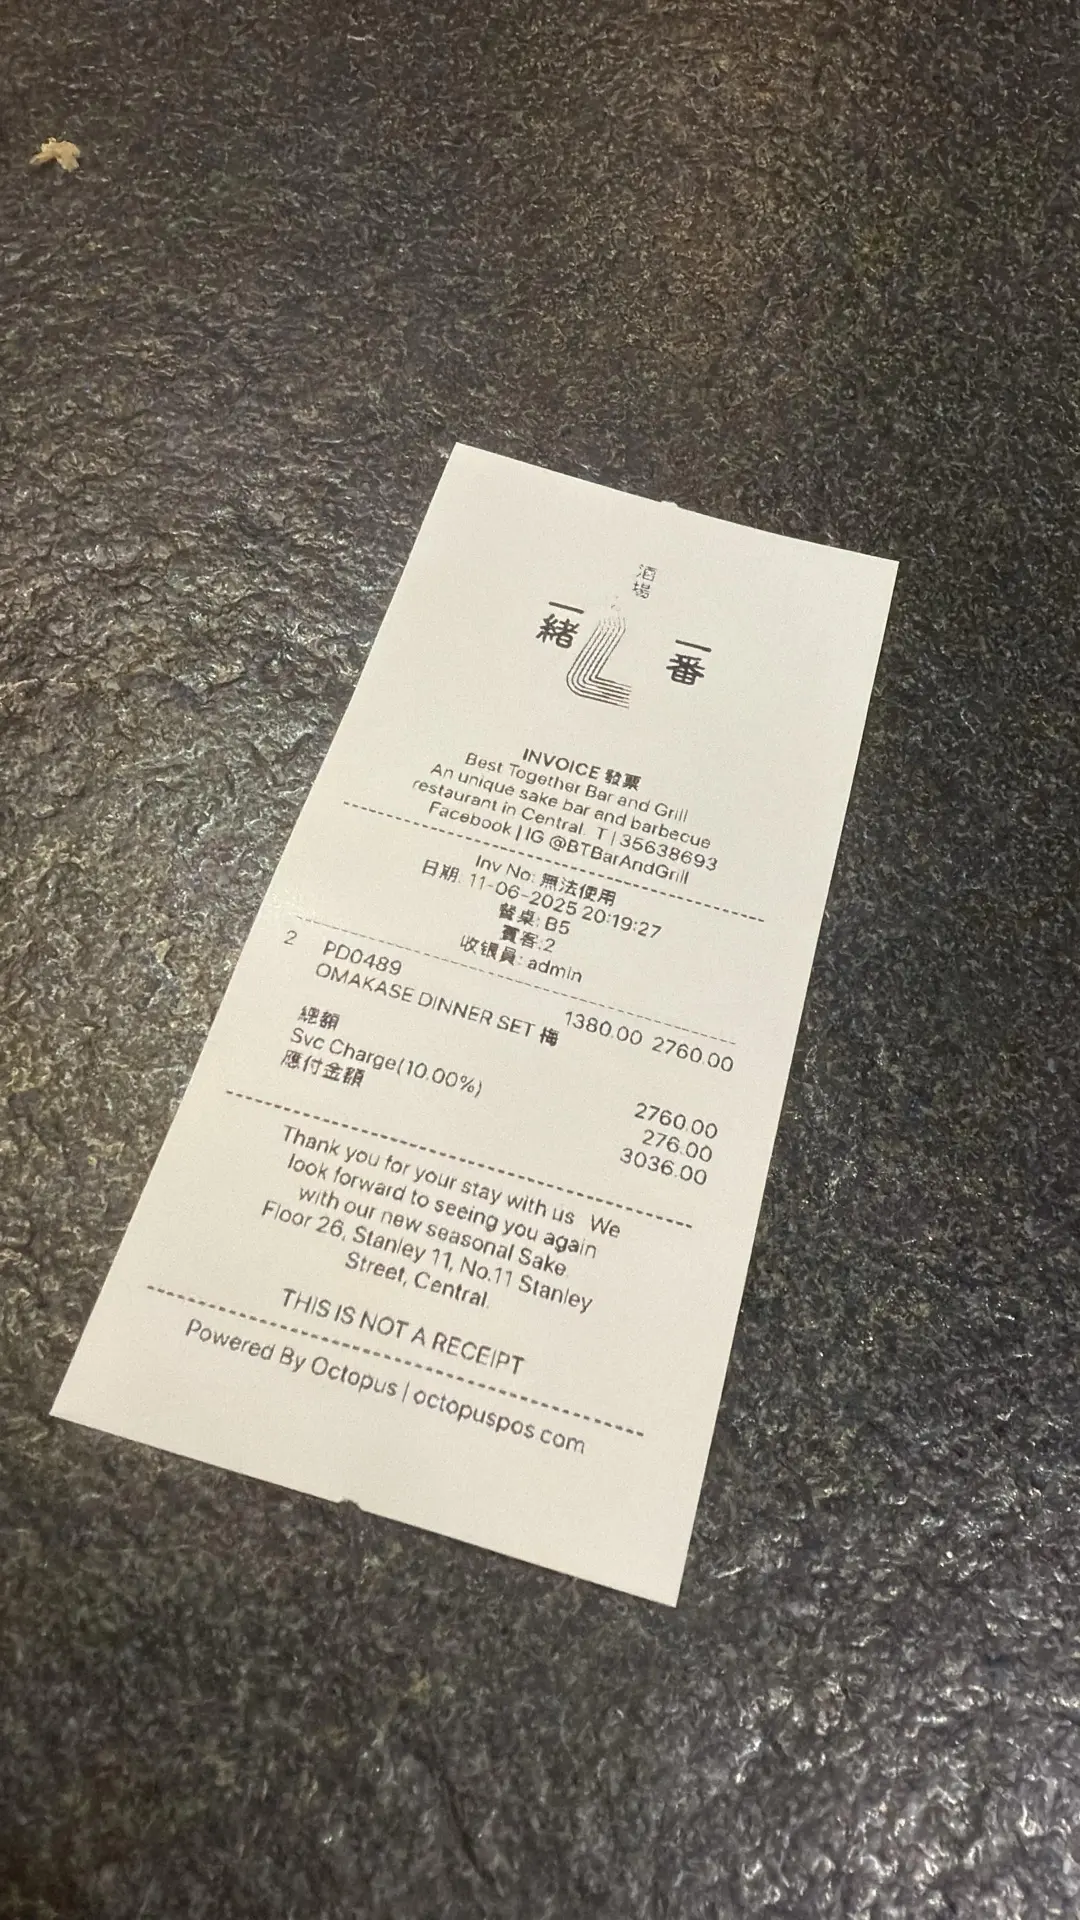 酒場
一緒
一番
INVOICE 發票
Best Together Bar and Grill
An unique sake bar and barbecue
restaurant in Central. T | 35638693
Facebook | IG @BTBarAndGrill
Inv No: 無法使用
日期: 11-06-2025 20:19:27
餐桌: B5
賓客:2
收银員: admin
2 PD0489 1380.00 2760.00
OMAKASE DINNER SET 梅
總額 2760.00
Svc Charge(10.00%) 276.00
應付金額 3036.00
Thank you for your stay with us We
look forward to seeing you again
with our new seasonal Sake.
Floor 26, Stanley 11, No.11 Stanley
Street, Central.
THIS IS NOT A RECEIPT
Powered By Octopus | octopuspos.com